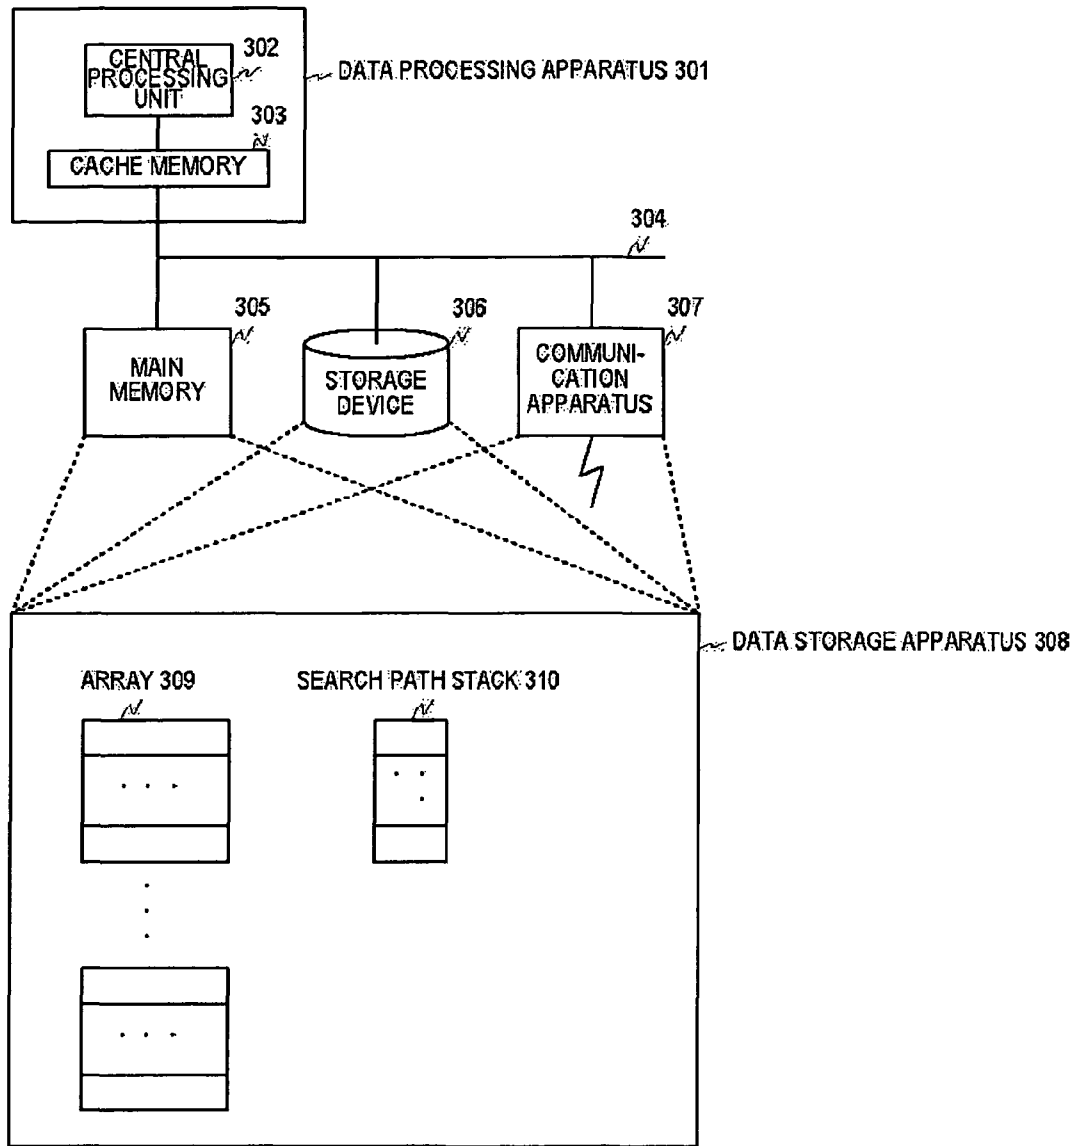 CENTRAL
PROCESSING
UNIT
302
DATA PROCESSING APPARATUS 301
303
CACHE MEMORY
304
305
306
307
MAIN
MEMORY
STORAGE
DEVICE
COMMUNI-
CATION
APPARATUS
DATA STORAGE APPARATUS 308
ARRAY 309
SEARCH PATH STACK 310